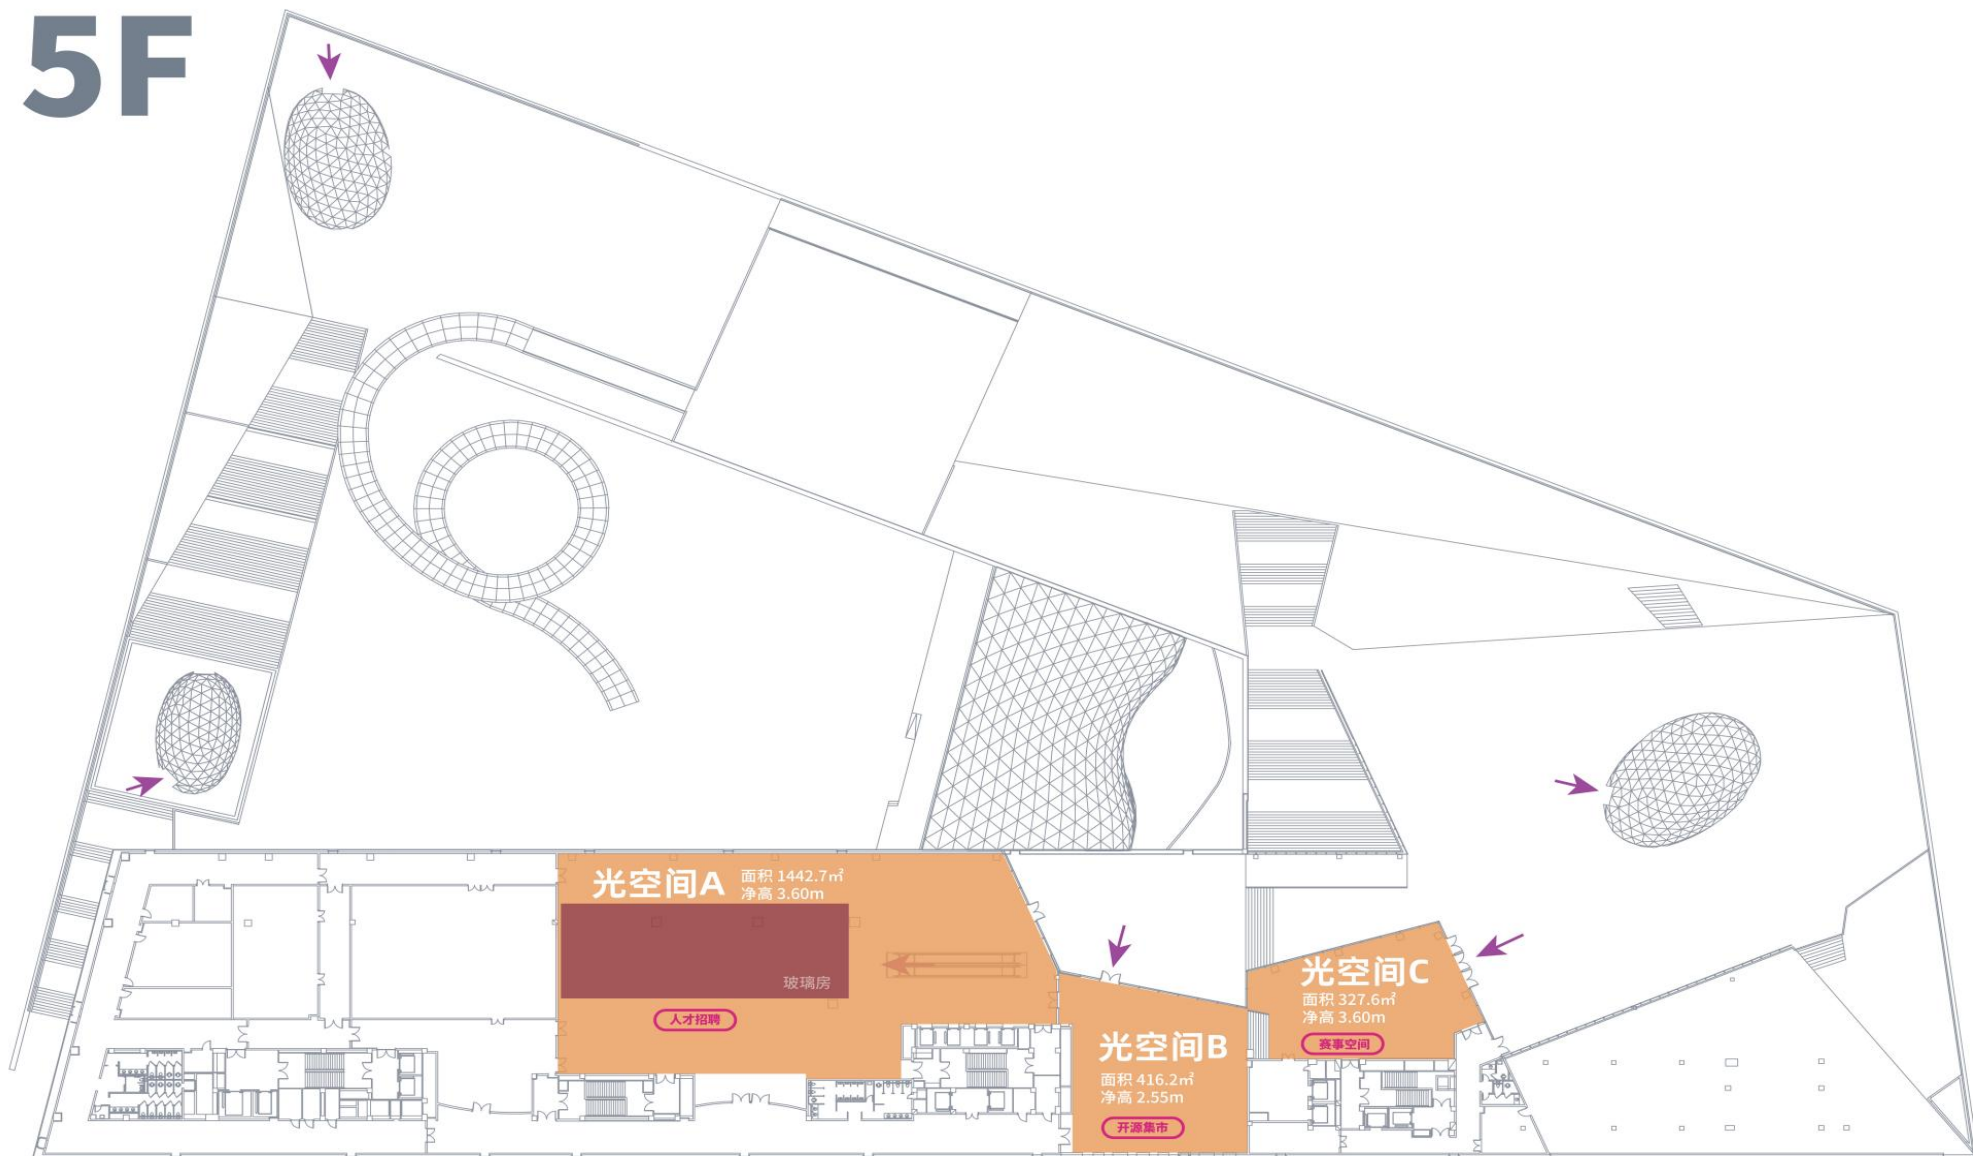 5F
光空间A
面积 1442.7㎡
净高 3.60m
玻璃房
人才招聘
光空间B
面积 416.2㎡
净高 2.55m
开源集市
光空间C
面积 327.6㎡
净高 3.60m
赛事空间